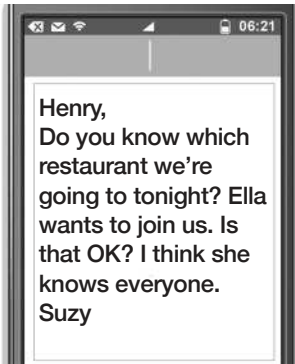 06:21
Henry,
Do you know which
restaurant we're
going to tonight? Ella
wants to join us. Is
that OK? I think she
knows everyone.
Suzy